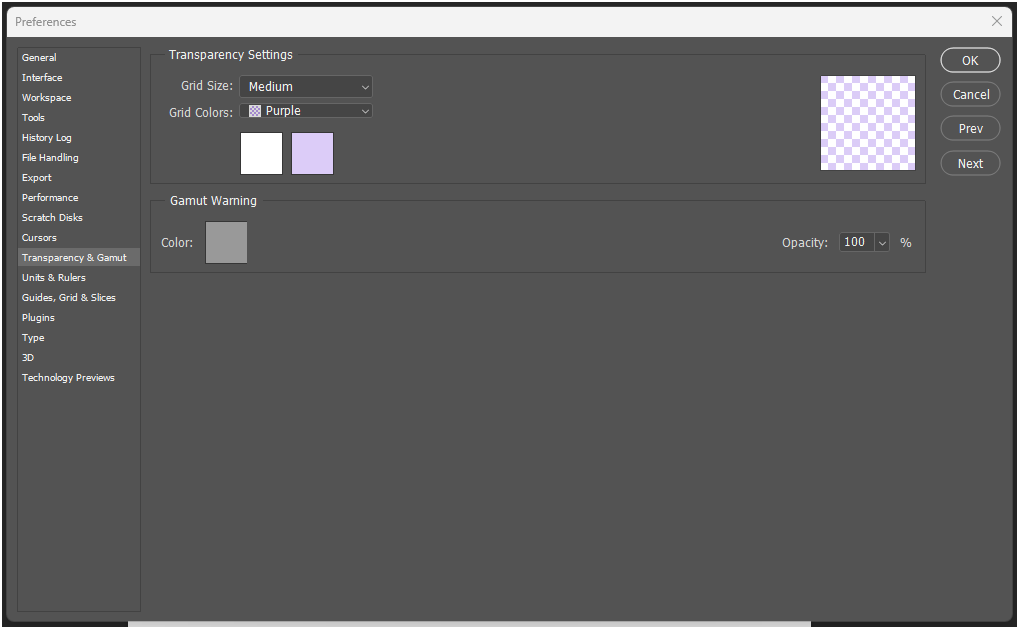 Preferences
General
Interface
Workspace
Tools
History Log
File Handling
Export
Performance
Scratch Disks
Cursors
Transparency & Gamut
Units & Rulers
Guides, Grid & Slices
Plugins
Type
3D
Technology Previews
Transparency Settings
Grid Size: Medium
Grid Colors: Purple
Gamut Warning
Color:
Opacity: 100 %
OK
Cancel
Prev
Next